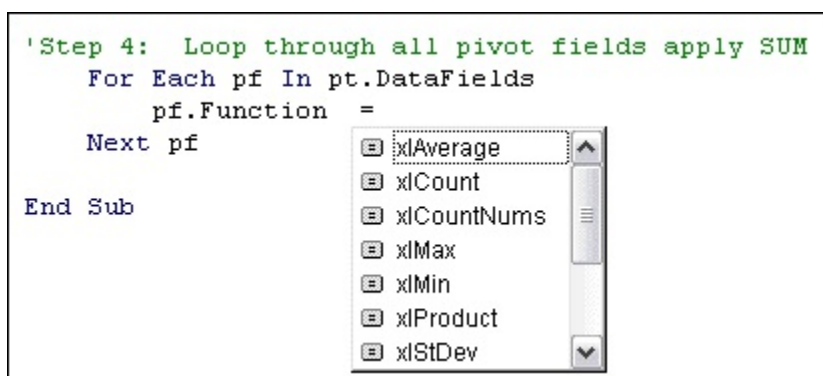 'Step 4:  Loop through all pivot fields apply SUM
    For Each pf In pt.DataFields
        pf.Function  =
    Next pf
xlAverage
xlCount
End Sub
xlCountNums
xlMax
xlMin
xlProduct
xlStDev